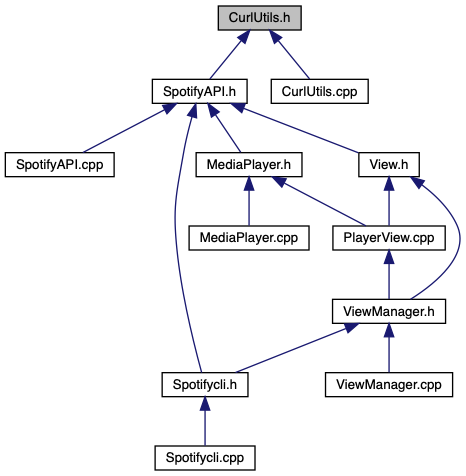 CurlUtils.h
SpotifyAPI.h
CurlUtils.cpp
SpotifyAPI.cpp
MediaPlayer.h
View.h
MediaPlayer.cpp
PlayerView.cpp
ViewManager.h
Spotifycli.h
ViewManager.cpp
Spotifycli.cpp